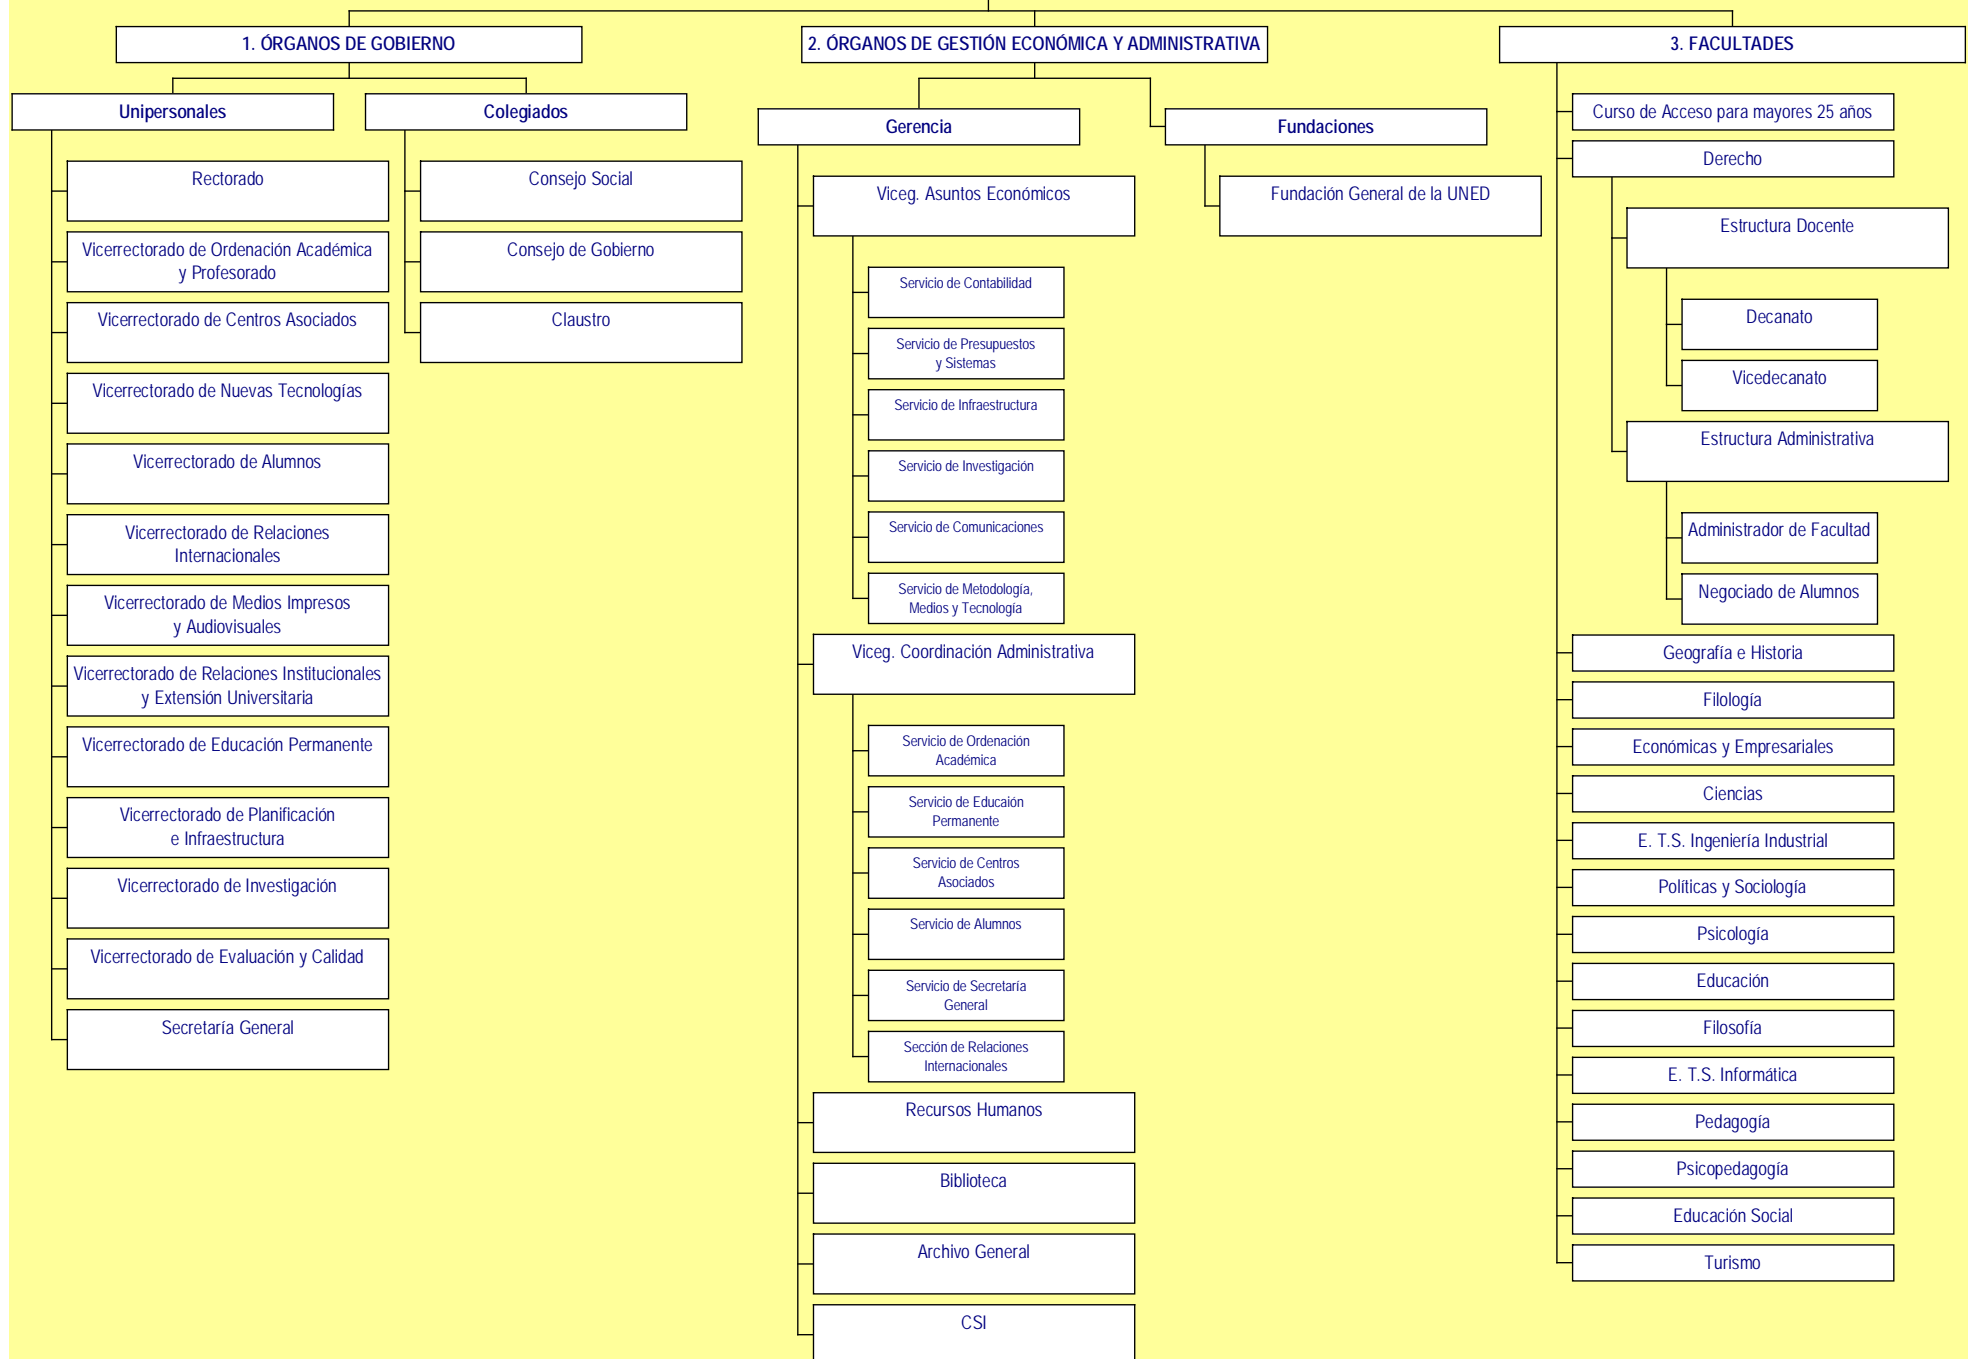 1. ÓRGANOS DE GOBIERNO
Unipersonales
Rectorado
Vicerrectorado de Ordenación Académica
y Profesorado
Vicerrectorado de Centros Asociados
Vicerrectorado de Nuevas Tecnologías
Vicerrectorado de Alumnos
Vicerrectorado de Relaciones
Internacionales
Vicerrectorado de Medios Impresos
y Audiovisuales
Vicerrectorado de Relaciones Institucionales
y Extensión Universitaria
Vicerrectorado de Educación Permanente
Vicerrectorado de Planificación
e Infraestructura
Vicerrectorado de Investigación
Vicerrectorado de Evaluación y Calidad
Secretaría General
Colegiados
Consejo Social
Consejo de Gobierno
Claustro
2. ÓRGANOS DE GESTIÓN ECONÓMICA Y ADMINISTRATIVA
Gerencia
Viceg. Asuntos Económicos
Servicio de Contabilidad
Servicio de Presupuestos
y Sistemas
Servicio de Infraestructura
Servicio de Investigación
Servicio de Comunicaciones
Servicio de Metodología,
Medios y Tecnología
Viceg. Coordinación Administrativa
Servicio de Ordenación
Académica
Servicio de Educaión
Permanente
Servicio de Centros
Asociados
Servicio de Alumnos
Servicio de Secretaría
General
Sección de Relaciones
Internacionales
Recursos Humanos
Biblioteca
Archivo General
CSI
Fundaciones
Fundación General de la UNED
3. FACULTADES
Curso de Acceso para mayores 25 años
Derecho
Estructura Docente
Decanato
Vicedecanato
Estructura Administrativa
Administrador de Facultad
Negociado de Alumnos
Geografía e Historia
Filología
Económicas y Empresariales
Ciencias
E. T.S. Ingeniería Industrial
Políticas y Sociología
Psicología
Educación
Filosofía
E. T.S. Informática
Pedagogía
Psicopedagogía
Educación Social
Turismo